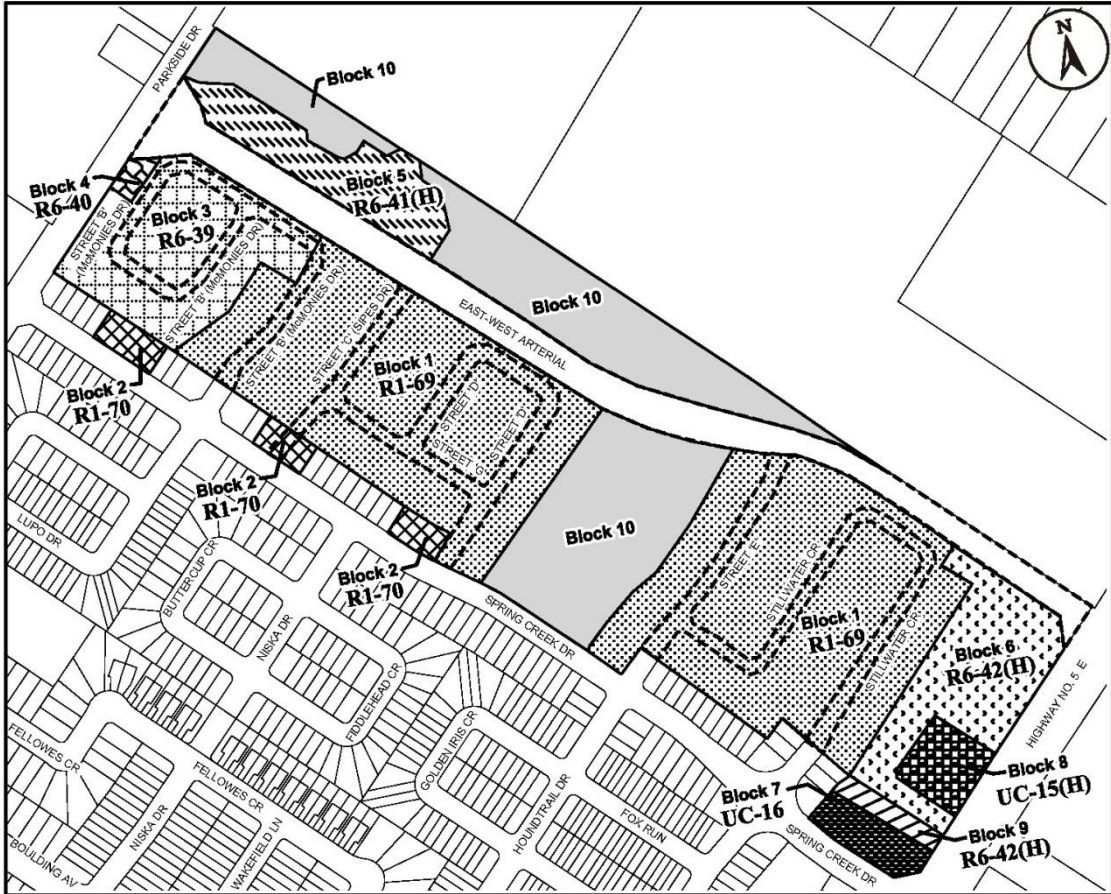 PARKSIDE DR
N
Block 10
Block 5
R6-41(H)
Block 4
R6-40
Block 3
R6-39
STREET 'B'
(McMONIES DR)
STREET 'B' (McMONIES DR)
STREET 'B' (McMONIES DR)
STREET 'C' (SIPES DR)
Block 10
EAST-WEST ARTERIAL
Block 1
R1-69
STREET 'D'
STREET 'D'
STREET 'G'
Block 2
R1-70
Block 2
R1-70
Block 2
R1-70
Block 10
STREET 'E'
STILLWATER CR
Block 1
R1-69
STILLWATER CR
Block 6
R6-42(H)
HIGHWAY NO. 5 E
Block 8
UC-15(H)
Block 7
UC-16
Block 9
R6-42(H)
LUPO DR
BUTTERCUP CR
NISKA DR
SPRING CREEK DR
FIDDLEHEAD CR
GOLDEN IRIS CR
HOUNDTRAIL DR
FOX RUN
SPRING CREEK DR
FELLOWES CR
FELLOWES CR
NISKA DR
WAKEFIELD LN
BOULDING AV